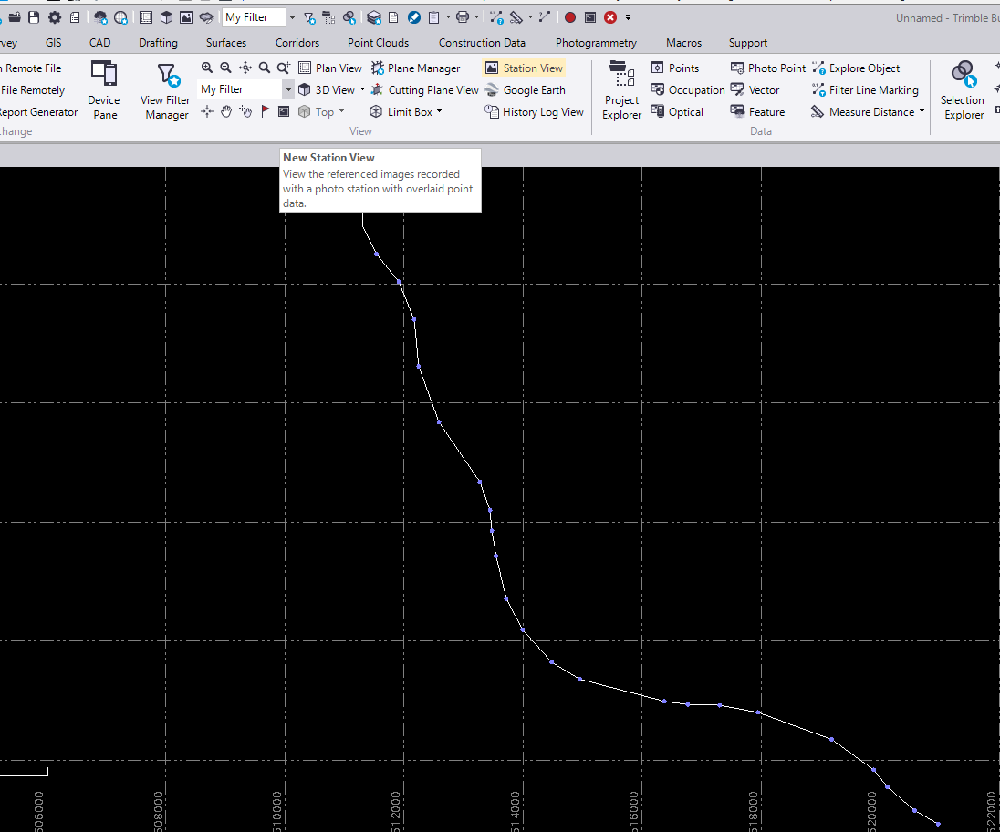 My Filter
Unnamed - Trimble Bu
vey GIS CAD Drafting Surfaces Corridors Point Clouds Construction Data Photogrammetry Macros Support
n Remote File
File Remotely
Report Generator
change
Device
Pane
View Filter
Manager
My Filter
Plan View
3D View
Top
Plane Manager
Cutting Plane View
Limit Box
Station View
Google Earth
History Log View
View
Project
Explorer
Points
Occupation
Optical
Photo Point
Vector
Feature
Explore Object
Filter Line Marking
Measure Distance
Data
Selection
Explorer
New Station View
View the referenced images recorded
with a photo station with overlaid point
data.
506000
508000
510000
512000
514000
516000
518000
520000
522000